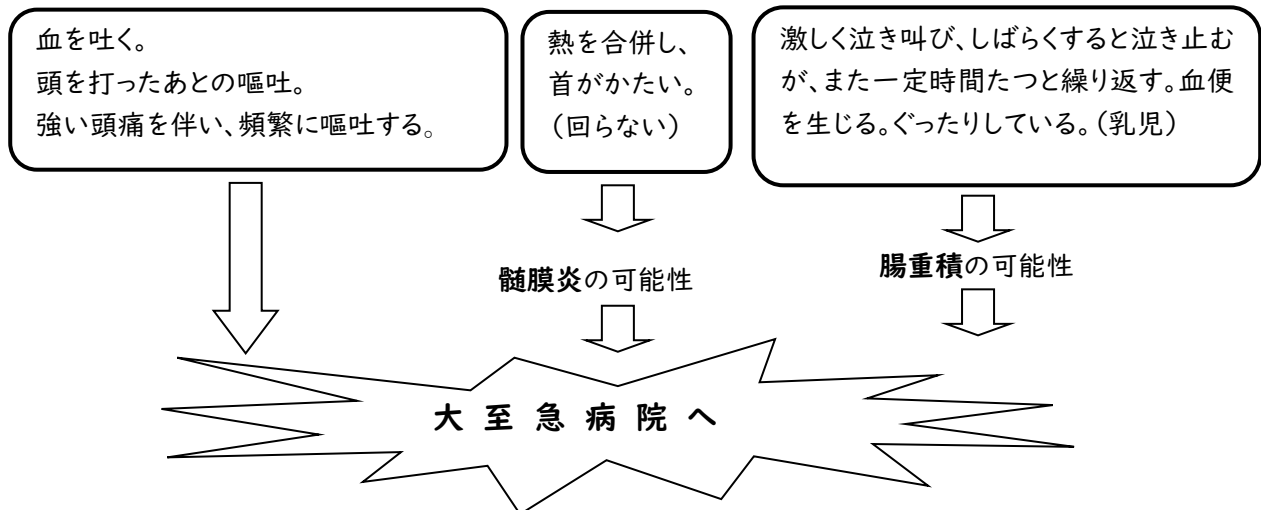 血を吐く。
頭を打ったあとの嘔吐。
強い頭痛を伴い、頻繁に嘔吐する。
熱を合併し、
首がかたい。
（回らない）
激しく泣き叫び、しばらくすると泣き止む
が、また一定時間たつと繰り返す。血便
を生じる。ぐったりしている。（乳児）
髄膜炎の可能性
腸重積の可能性
大至急病院へ